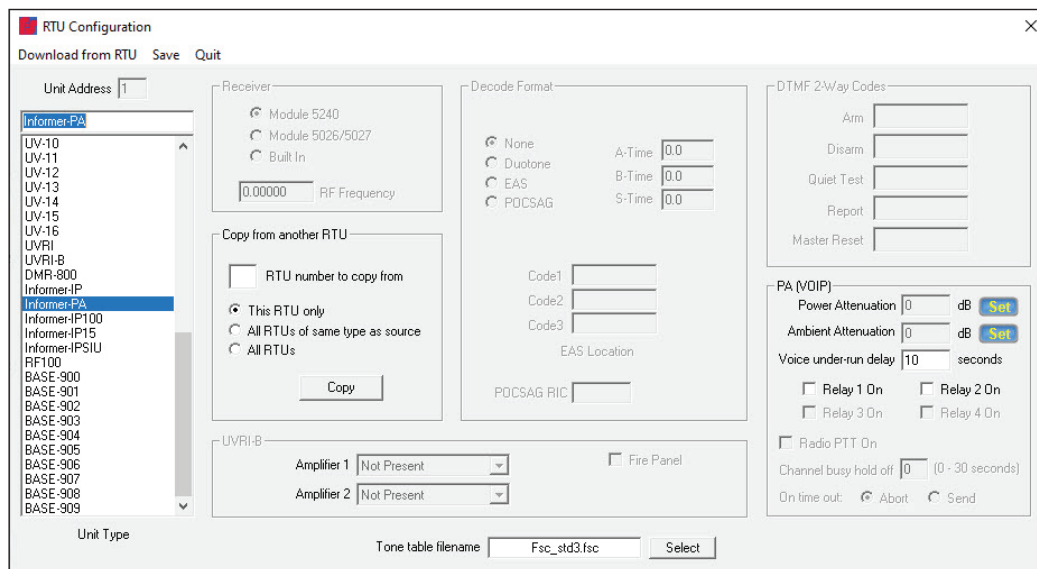 RTU Configuration
Download from RTU Save Quit
Unit Address 1
Informer-PA
UV-10
UV-11
UV-12
UV-13
UV-14
UV-15
UV-16
UVRI
UVRI-B
DMR-800
Informer-IP
Informer-PA
Informer-IP100
Informer-IP15
Informer-IPSIU
RF100
BASE-900
BASE-901
BASE-902
BASE-903
BASE-904
BASE-905
BASE-906
BASE-907
BASE-908
BASE-909
Unit Type
Receiver
Module 5240
Module 5026/5027
Built In
0.00000 RF Frequency
Copy from another RTU
RTU number to copy from
This RTU only
All RTUs of same type as source
All RTUs
Copy
Decode Format
None
Duotone
EAS
POCSAG
A-Time 0.0
B-Time 0.0
S-Time 0.0
Code1
Code2
Code3
EAS Location
POCSAG RIC
DTMF 2-Way Codes
Arm
Disarm
Quiet Test
Report
Master Reset
PA (VOIP)
Power Attenuation 0 dB Set
Ambient Attenuation 0 dB Set
Voice under-run delay 10 seconds
Relay 1 On Relay 2 On
Relay 3 On Relay 4 On
Radio PTT On
Channel busy hold off 0 (0 - 30 seconds)
On time out: Abort Send
UVRI-B
Amplifier 1 Not Present
Amplifier 2 Not Present
Fire Panel
Tone table filename Fsc_std3.fsc Select